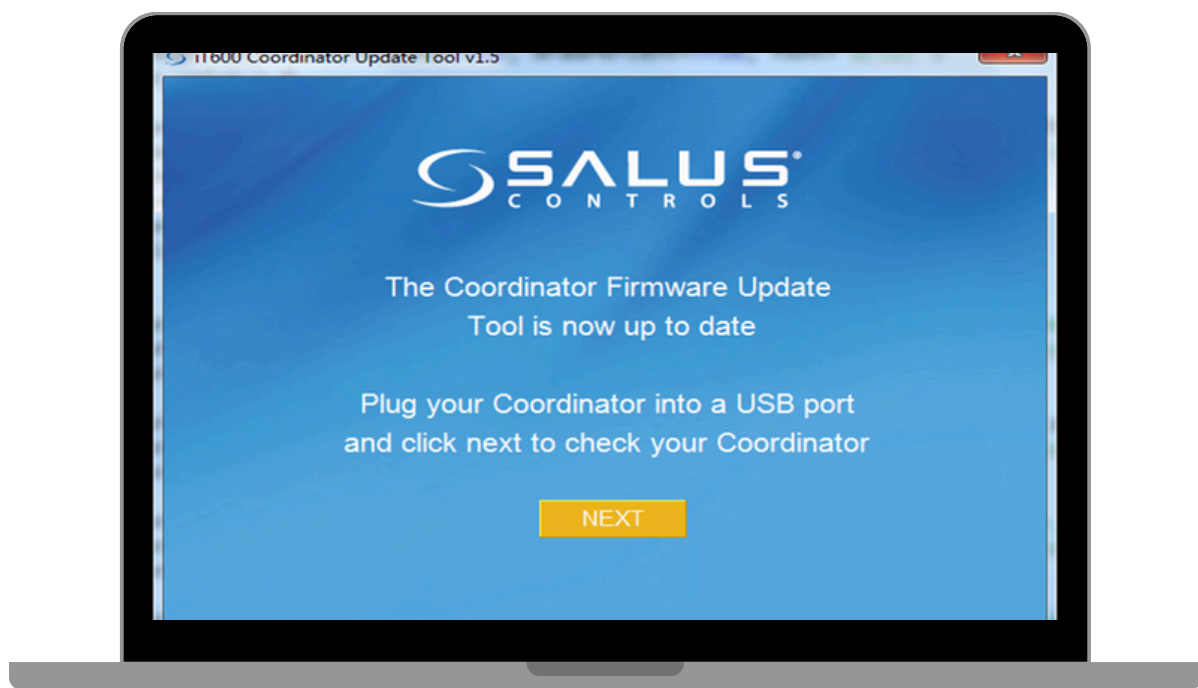 iT600 Coordinator Update Tool v1.5
SALUS®
CONTROLS
The Coordinator Firmware Update
Tool is now up to date
Plug your Coordinator into a USB port
and click next to check your Coordinator
NEXT